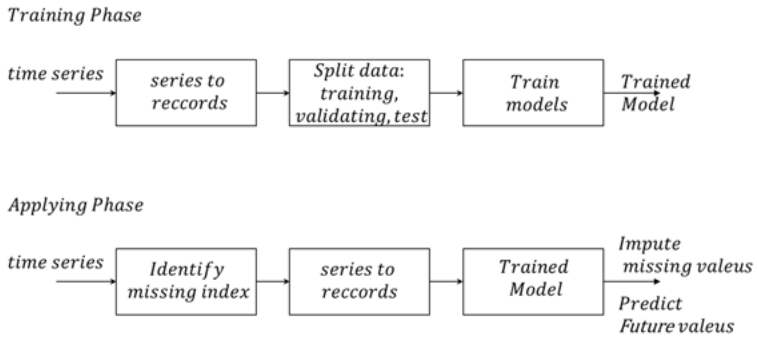 Training Phase
time series
series to
reccords
Split data:
training,
validating, test
Train
models
Trained
Model
Applying Phase
time series
Identify
missing index
series to
reccords
Trained
Model
Impute
missing valeus
Predict
Future valeus